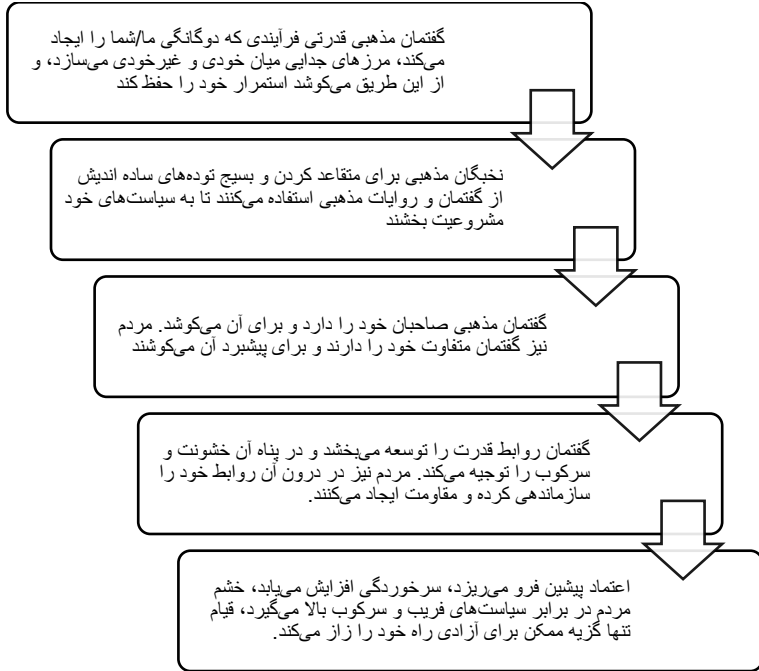 گفتمان مذهبی قدرتی فرآیندی که دوگانگی ما/شما را ایجاد
می‌کند، مرزهای جدایی میان خودی و غیرخودی می‌سازد، و
از این طریق می‌کوشد استمرار خود را حفظ کند
نخبگان مذهبی برای متقاعد کردن و بسیج توده‌های ساده اندیش
از گفتمان و روایات مذهبی استفاده می‌کنند تا به سیاست‌های خود
مشروعیت بخشند
گفتمان مذهبی صاحبان خود را دارد و برای آن می‌کوشد. مردم
نیز گفتمان متفاوت خود را دارند و برای پیشبرد آن می‌کوشند
گفتمان روابط قدرت را توسعه می‌بخشد و در پناه آن خشونت و
سرکوب را توجیه می‌کند. مردم نیز در درون آن روابط خود را
سازماندهی کرده و مقاومت ایجاد می‌کنند.
اعتماد پیشین فرو می‌ریزد، سرخوردگی افزایش می‌یابد، خشم
مردم در برابر سیاست‌های فریب و سرکوب بالا می‌گیرد، قیام
تنها گزیه ممکن برای آزادی راه خود را زاز می‌کند.